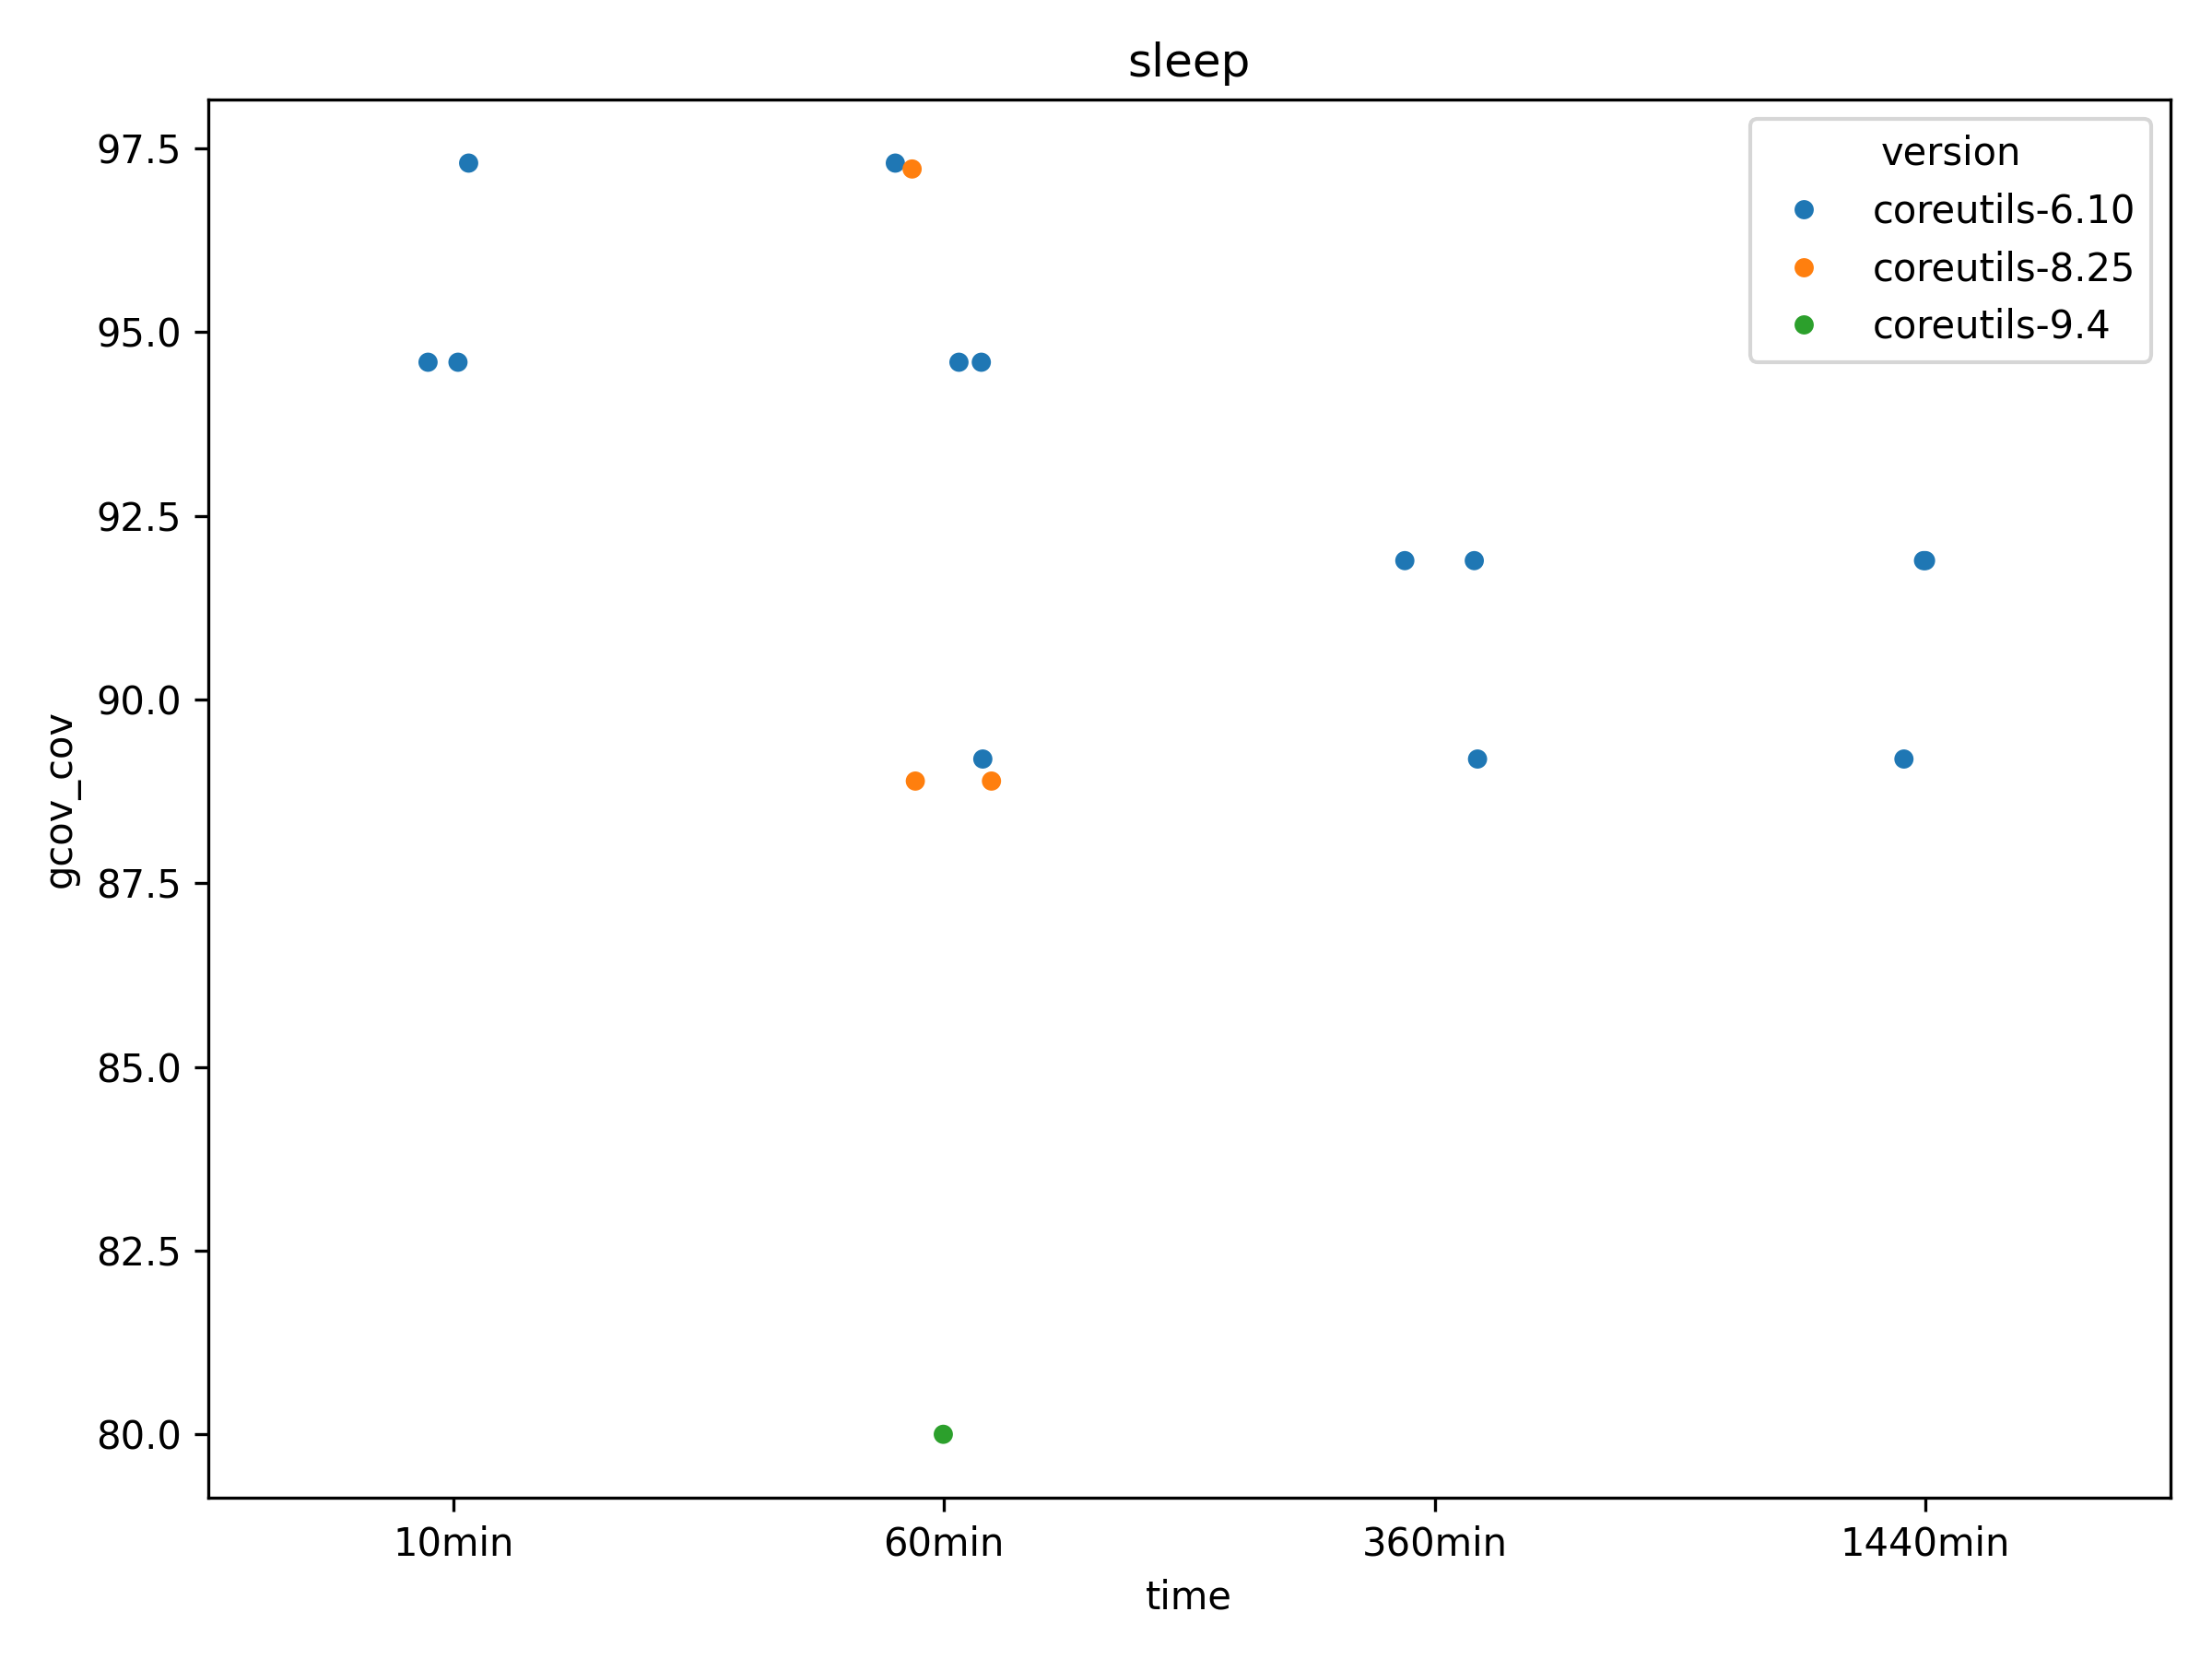 sleep
version
coreutils-6.10
coreutils-8.25
coreutils-9.4
gcov_cov
97.5
95.0
92.5
90.0
87.5
85.0
82.5
80.0
10min 60min 360min 1440min
time